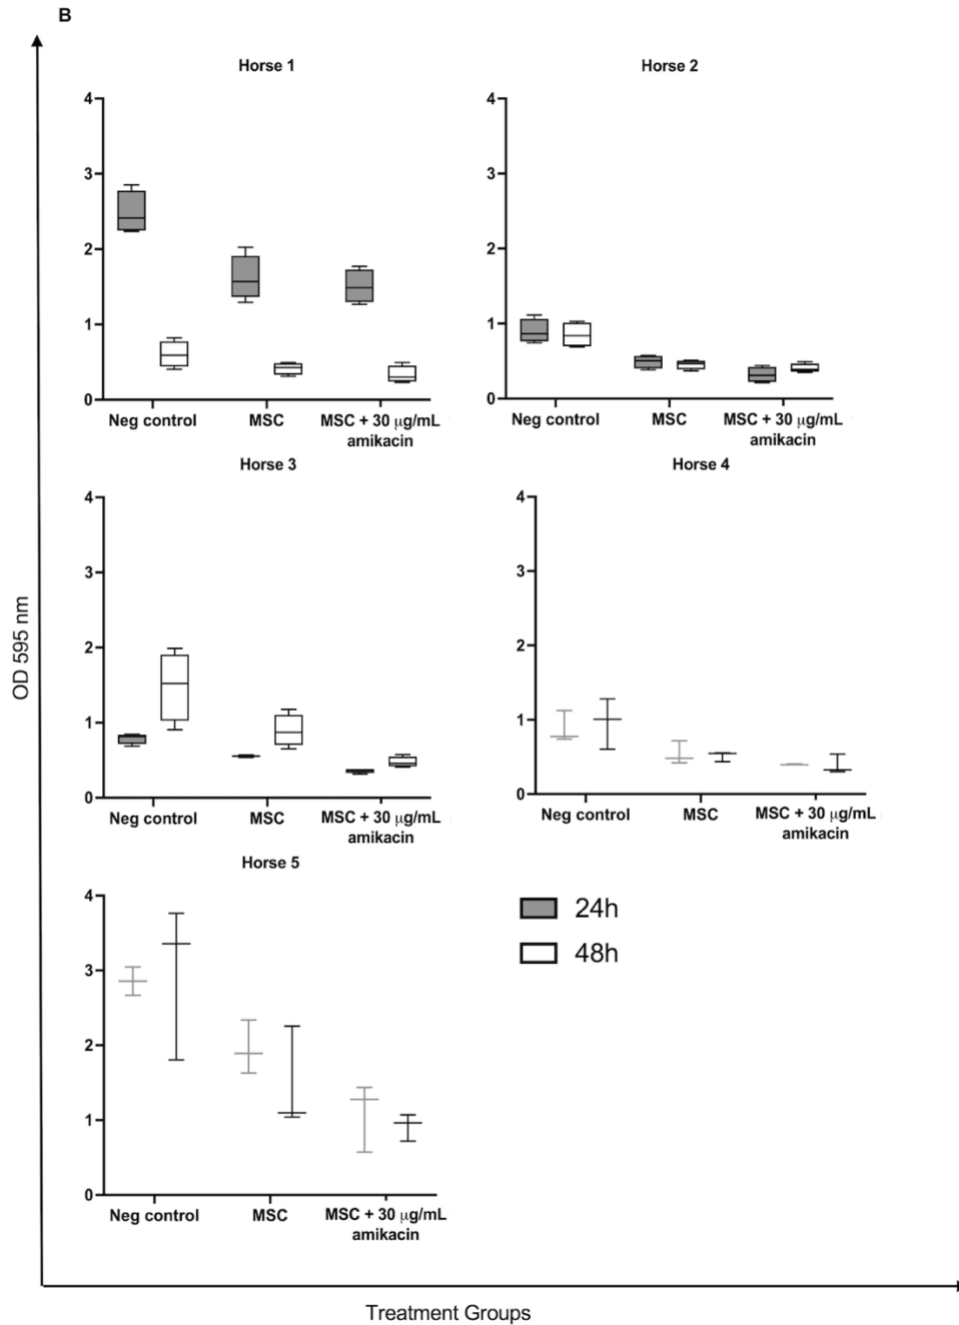 B
Horse 1
4
3
2
1
0
Neg control MSC MSC + 30 μg/mL
amikacin
Horse 2
4
3
2
1
0
Neg control MSC MSC + 30 μg/mL
amikacin
Horse 3
4
3
2
1
0
Neg control MSC MSC + 30 μg/mL
amikacin
Horse 4
4
3
2
1
0
Neg control MSC MSC + 30 μg/mL
amikacin
OD 595 nm
Horse 5
4
3
2
1
0
Neg control MSC MSC + 30 μg/mL
amikacin
24h
48h
Treatment Groups